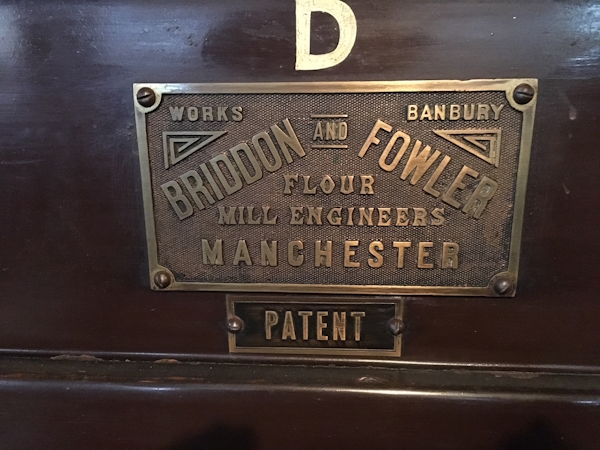 D
WORKS BANBURY
BRIDDON AND FOWLER
FLOUR
MILL ENGINEERS
MANCHESTER
PATENT